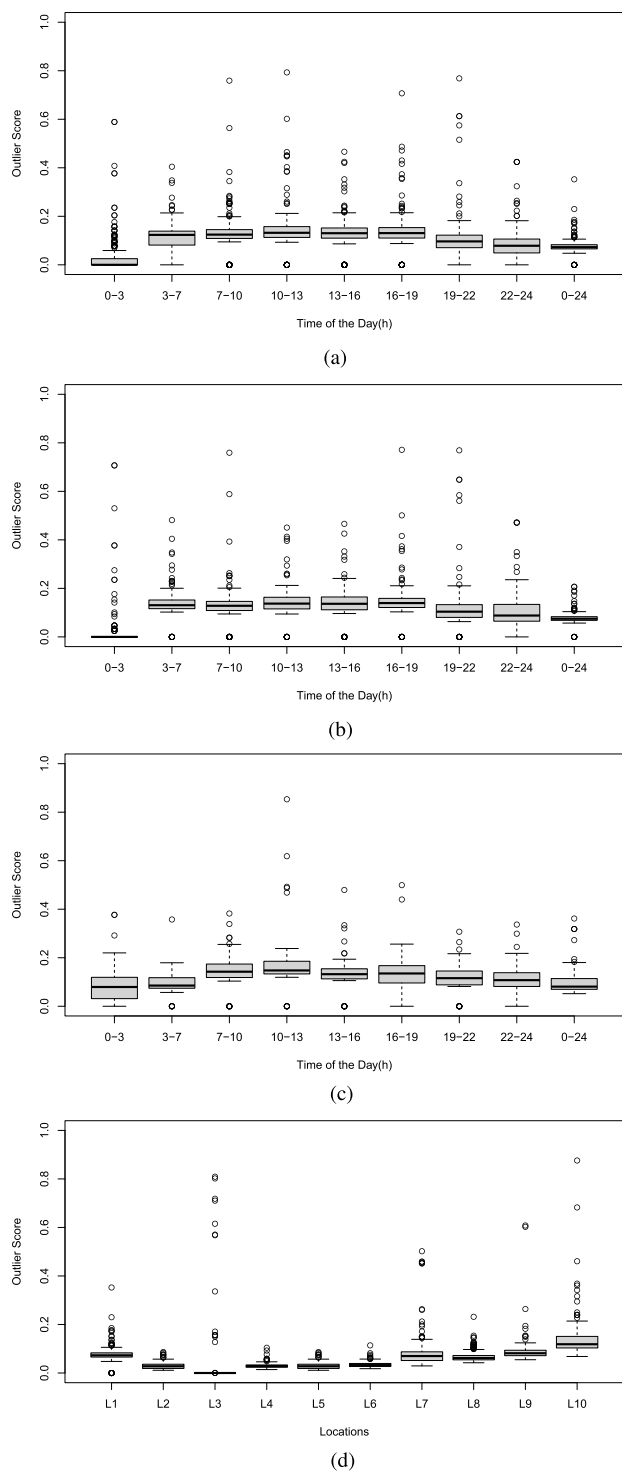 1.0
0.8
0.6
0.4
0.2
0.0
Outlier Score
0−3 3−7 7−10 10−13 13−16 16−19 19−22 22−24 0−24
Time of the Day(h)
(a)
1.0
0.8
0.6
0.4
0.2
0.0
Outlier Score
0−3 3−7 7−10 10−13 13−16 16−19 19−22 22−24 0−24
Time of the Day(h)
(b)
1.0
0.8
0.6
0.4
0.2
0.0
Outlier Score
0−3 3−7 7−10 10−13 13−16 16−19 19−22 22−24 0−24
Time of the Day(h)
(c)
1.0
0.8
0.6
0.4
0.2
0.0
Outlier Score
L1 L2 L3 L4 L5 L6 L7 L8 L9 L10
Locations
(d)